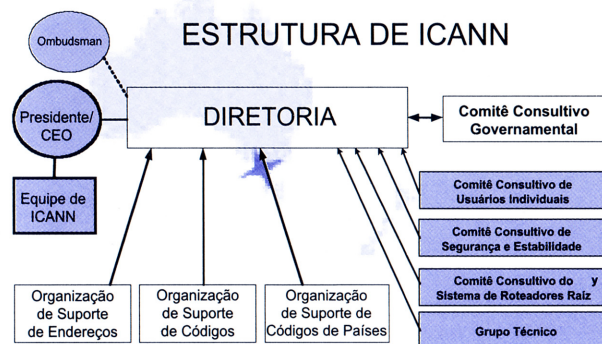 ESTRUTURA DE ICANN
Ombudsman
Presidente/
CEO
DIRETORIA
Comitê Consultivo
Governamental
Equipe de
ICANN
Comitê Consultivo de
Usuários Individuais
Comitê Consultivo de
Segurança e Estabilidade
Comitê Consultivo do y
Sistema de Roteadores Raíz
Grupo Técnico
Organização
de Suporte
de Endereços
Organização
de Suporte
de Códigos
Organização
de Suporte de
Códigos de Países